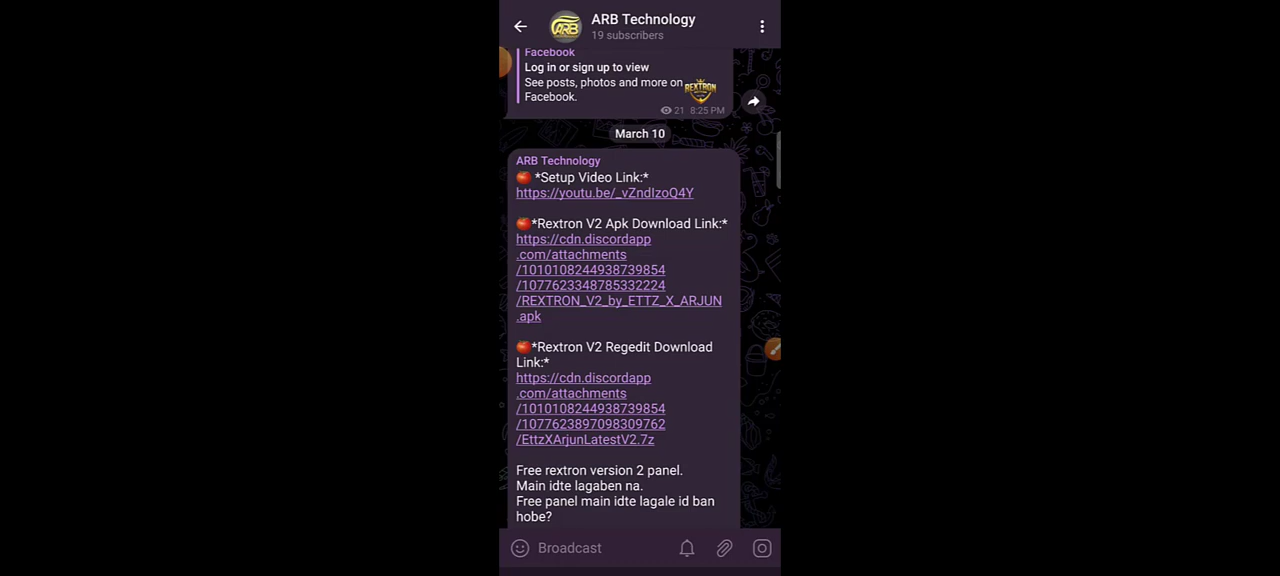 ARB Technology
19 subscribers
ARB
Facebook
Log in or sign up to view
See posts, photos and more on
Facebook.
REXTRON
21 8:25 PM
March 10
ARB Technology
*Setup Video Link:*
https://youtu.be/_vZndIzoQ4Y
*Rextron V2 Apk Download Link:*
https://cdn.discordapp
.com/attachments
/1010108244938739854
/1077623348785332224
/REXTRON_V2_by_ETTZ_X_ARJUN
.apk
*Rextron V2 Regedit Download
Link:*
https://cdn.discordapp
.com/attachments
/1010108244938739854
/1077623897098309762
/EttzXArjunLatestV2.7z
Free rextron version 2 panel.
Main idte lagaben na.
Free panel main idte lagale id ban
hobe?
Broadcast